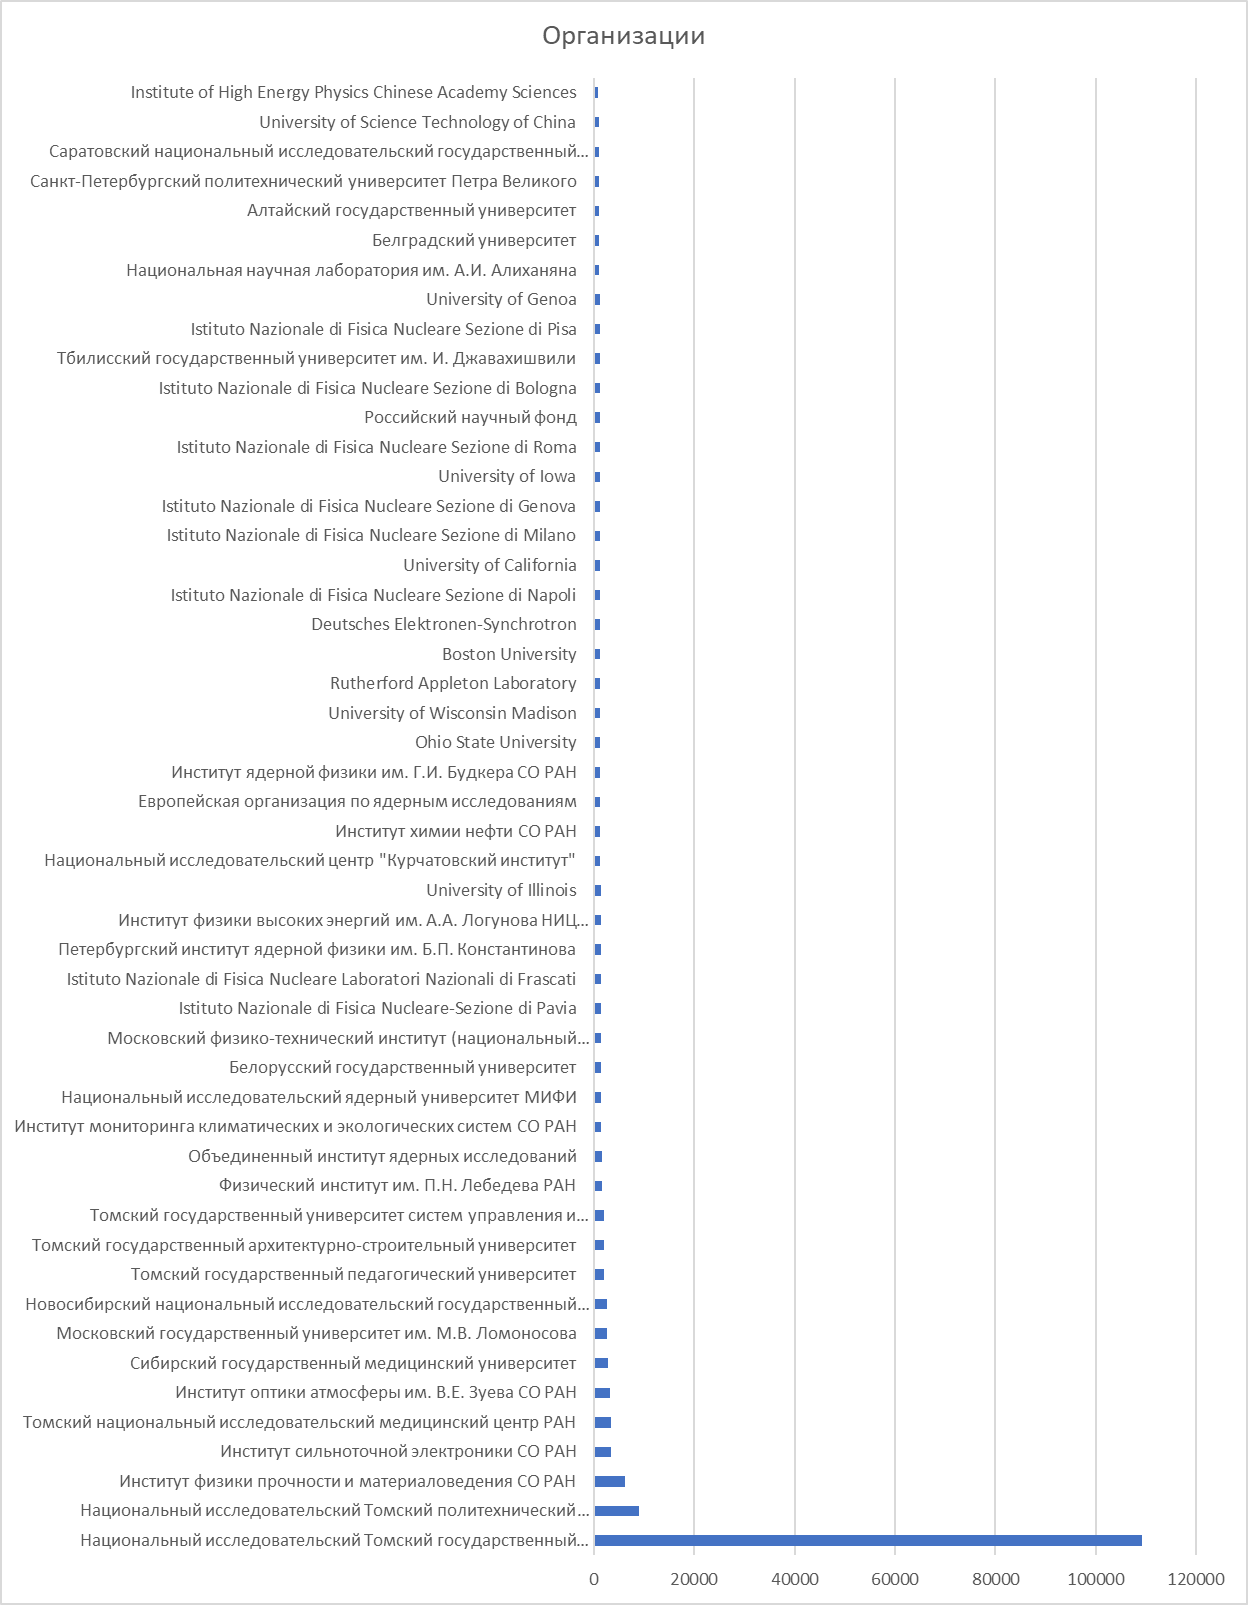 Организации
Institute of High Energy Physics Chinese Academy Sciences
University of Science Technology of China
Саратовский национальный исследовательский государственный…
Санкт-Петербургский политехнический университет Петра Великого
Алтайский государственный университет
Белградский университет
Национальная научная лаборатория им. А.И. Алиханяна
University of Genoa
Istituto Nazionale di Fisica Nucleare Sezione di Pisa
Тбилисский государственный университет им. И. Джавахишвили
Istituto Nazionale di Fisica Nucleare Sezione di Bologna
Российский научный фонд
Istituto Nazionale di Fisica Nucleare Sezione di Roma
University of Iowa
Istituto Nazionale di Fisica Nucleare Sezione di Genova
Istituto Nazionale di Fisica Nucleare Sezione di Milano
University of California
Istituto Nazionale di Fisica Nucleare Sezione di Napoli
Deutsches Elektronen-Synchrotron
Boston University
Rutherford Appleton Laboratory
University of Wisconsin Madison
Ohio State University
Институт ядерной физики им. Г.И. Будкера СО РАН
Европейская организация по ядерным исследованиям
Институт химии нефти СО РАН
Национальный исследовательский центр "Курчатовский институт"
University of Illinois
Институт физики высоких энергий им. А.А. Логунова НИЦ…
Петербургский институт ядерной физики им. Б.П. Константинова
Istituto Nazionale di Fisica Nucleare Laboratori Nazionali di Frascati
Istituto Nazionale di Fisica Nucleare-Sezione di Pavia
Московский физико-технический институт (национальный…
Белорусский государственный университет
Национальный исследовательский ядерный университет МИФИ
Институт мониторинга климатических и экологических систем СО РАН
Объединенный институт ядерных исследований
Физический институт им. П.Н. Лебедева РАН
Томский государственный университет систем управления и…
Томский государственный архитектурно-строительный университет
Томский государственный педагогический университет
Новосибирский национальный исследовательский государственный…
Московский государственный университет им. М.В. Ломоносова
Сибирский государственный медицинский университет
Институт оптики атмосферы им. В.Е. Зуева СО РАН
Томский национальный исследовательский медицинский центр РАН
Институт сильноточной электроники СО РАН
Институт физики прочности и материаловедения СО РАН
Национальный исследовательский Томский политехнический…
Национальный исследовательский Томский государственный…
0 20000 40000 60000 80000 100000 120000